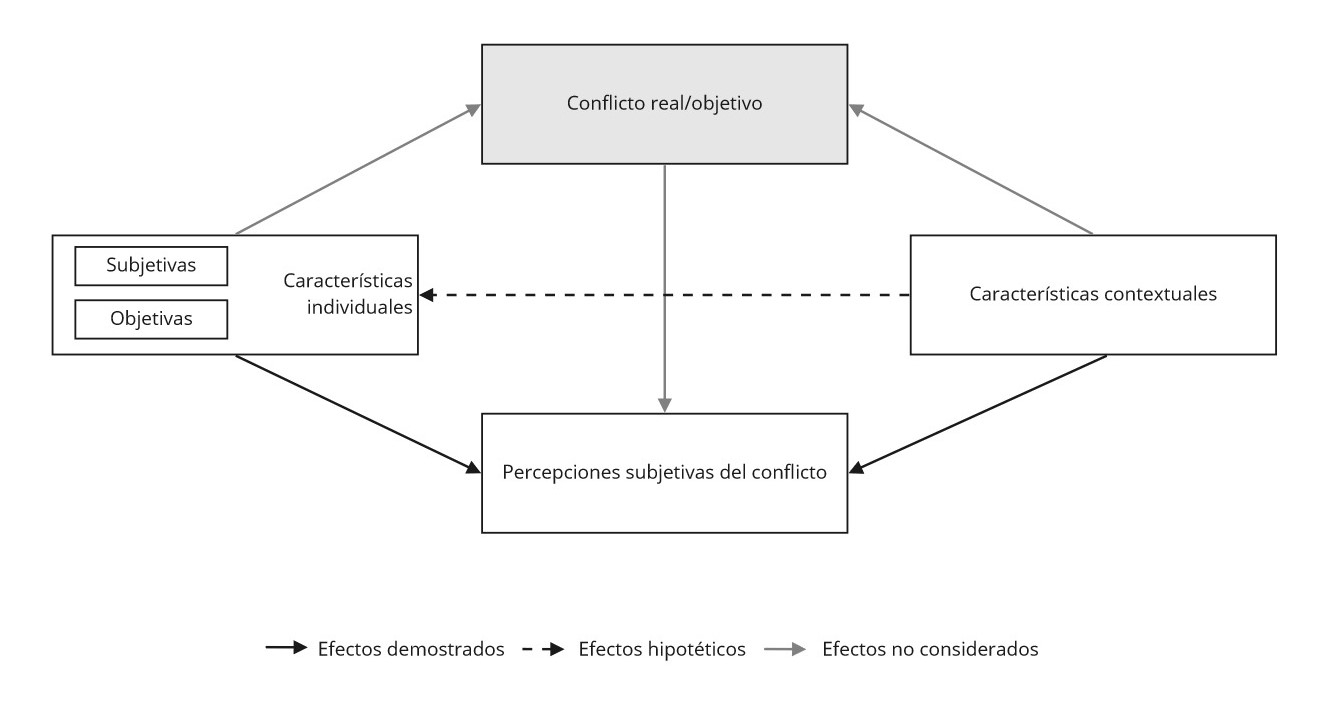 Conflicto real/objetivo
Subjetivas
Objetivas
Características
individuales
Características contextuales
Percepciones subjetivas del conflicto
Efectos demostrados
Efectos hipotéticos
Efectos no considerados